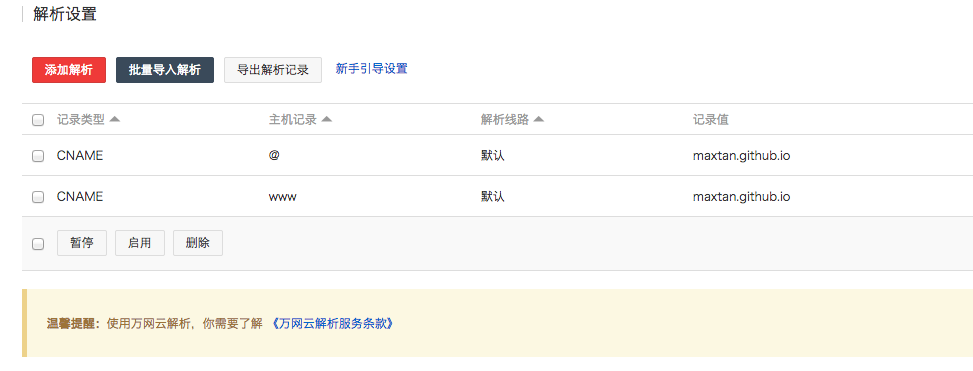 解析设置
添加解析 批量导入解析 导出解析记录 新手引导设置
记录类型 主机记录 解析线路 记录值
CNAME @ 默认 maxtan.github.io
CNAME www 默认 maxtan.github.io
暂停 启用 删除
温馨提醒：使用万网云解析，你需要了解 《万网云解析服务条款》